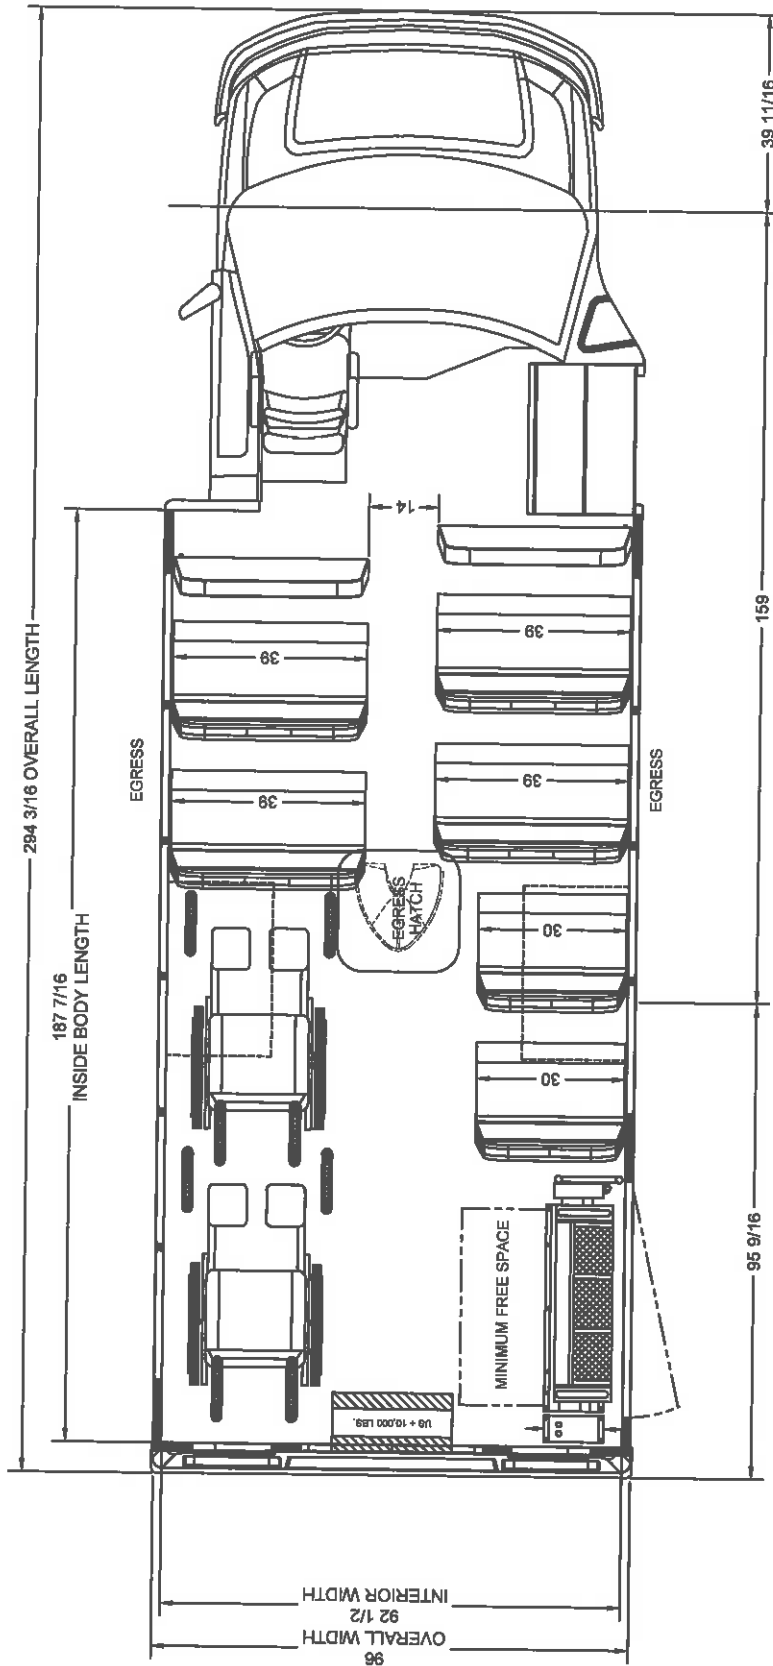 294 3/16 OVERALL LENGTH
187 7/16
INSIDE BODY LENGTH
39 11/16
159
95 9/16
EGRESS
EGRESS
14
39
39
39
39
30
30
EGRESS
HATCH
MINIMUM FREE SPACE
US + 10,000 LBS.
92 1/2
INTERIOR WIDTH
96
OVERALL WIDTH